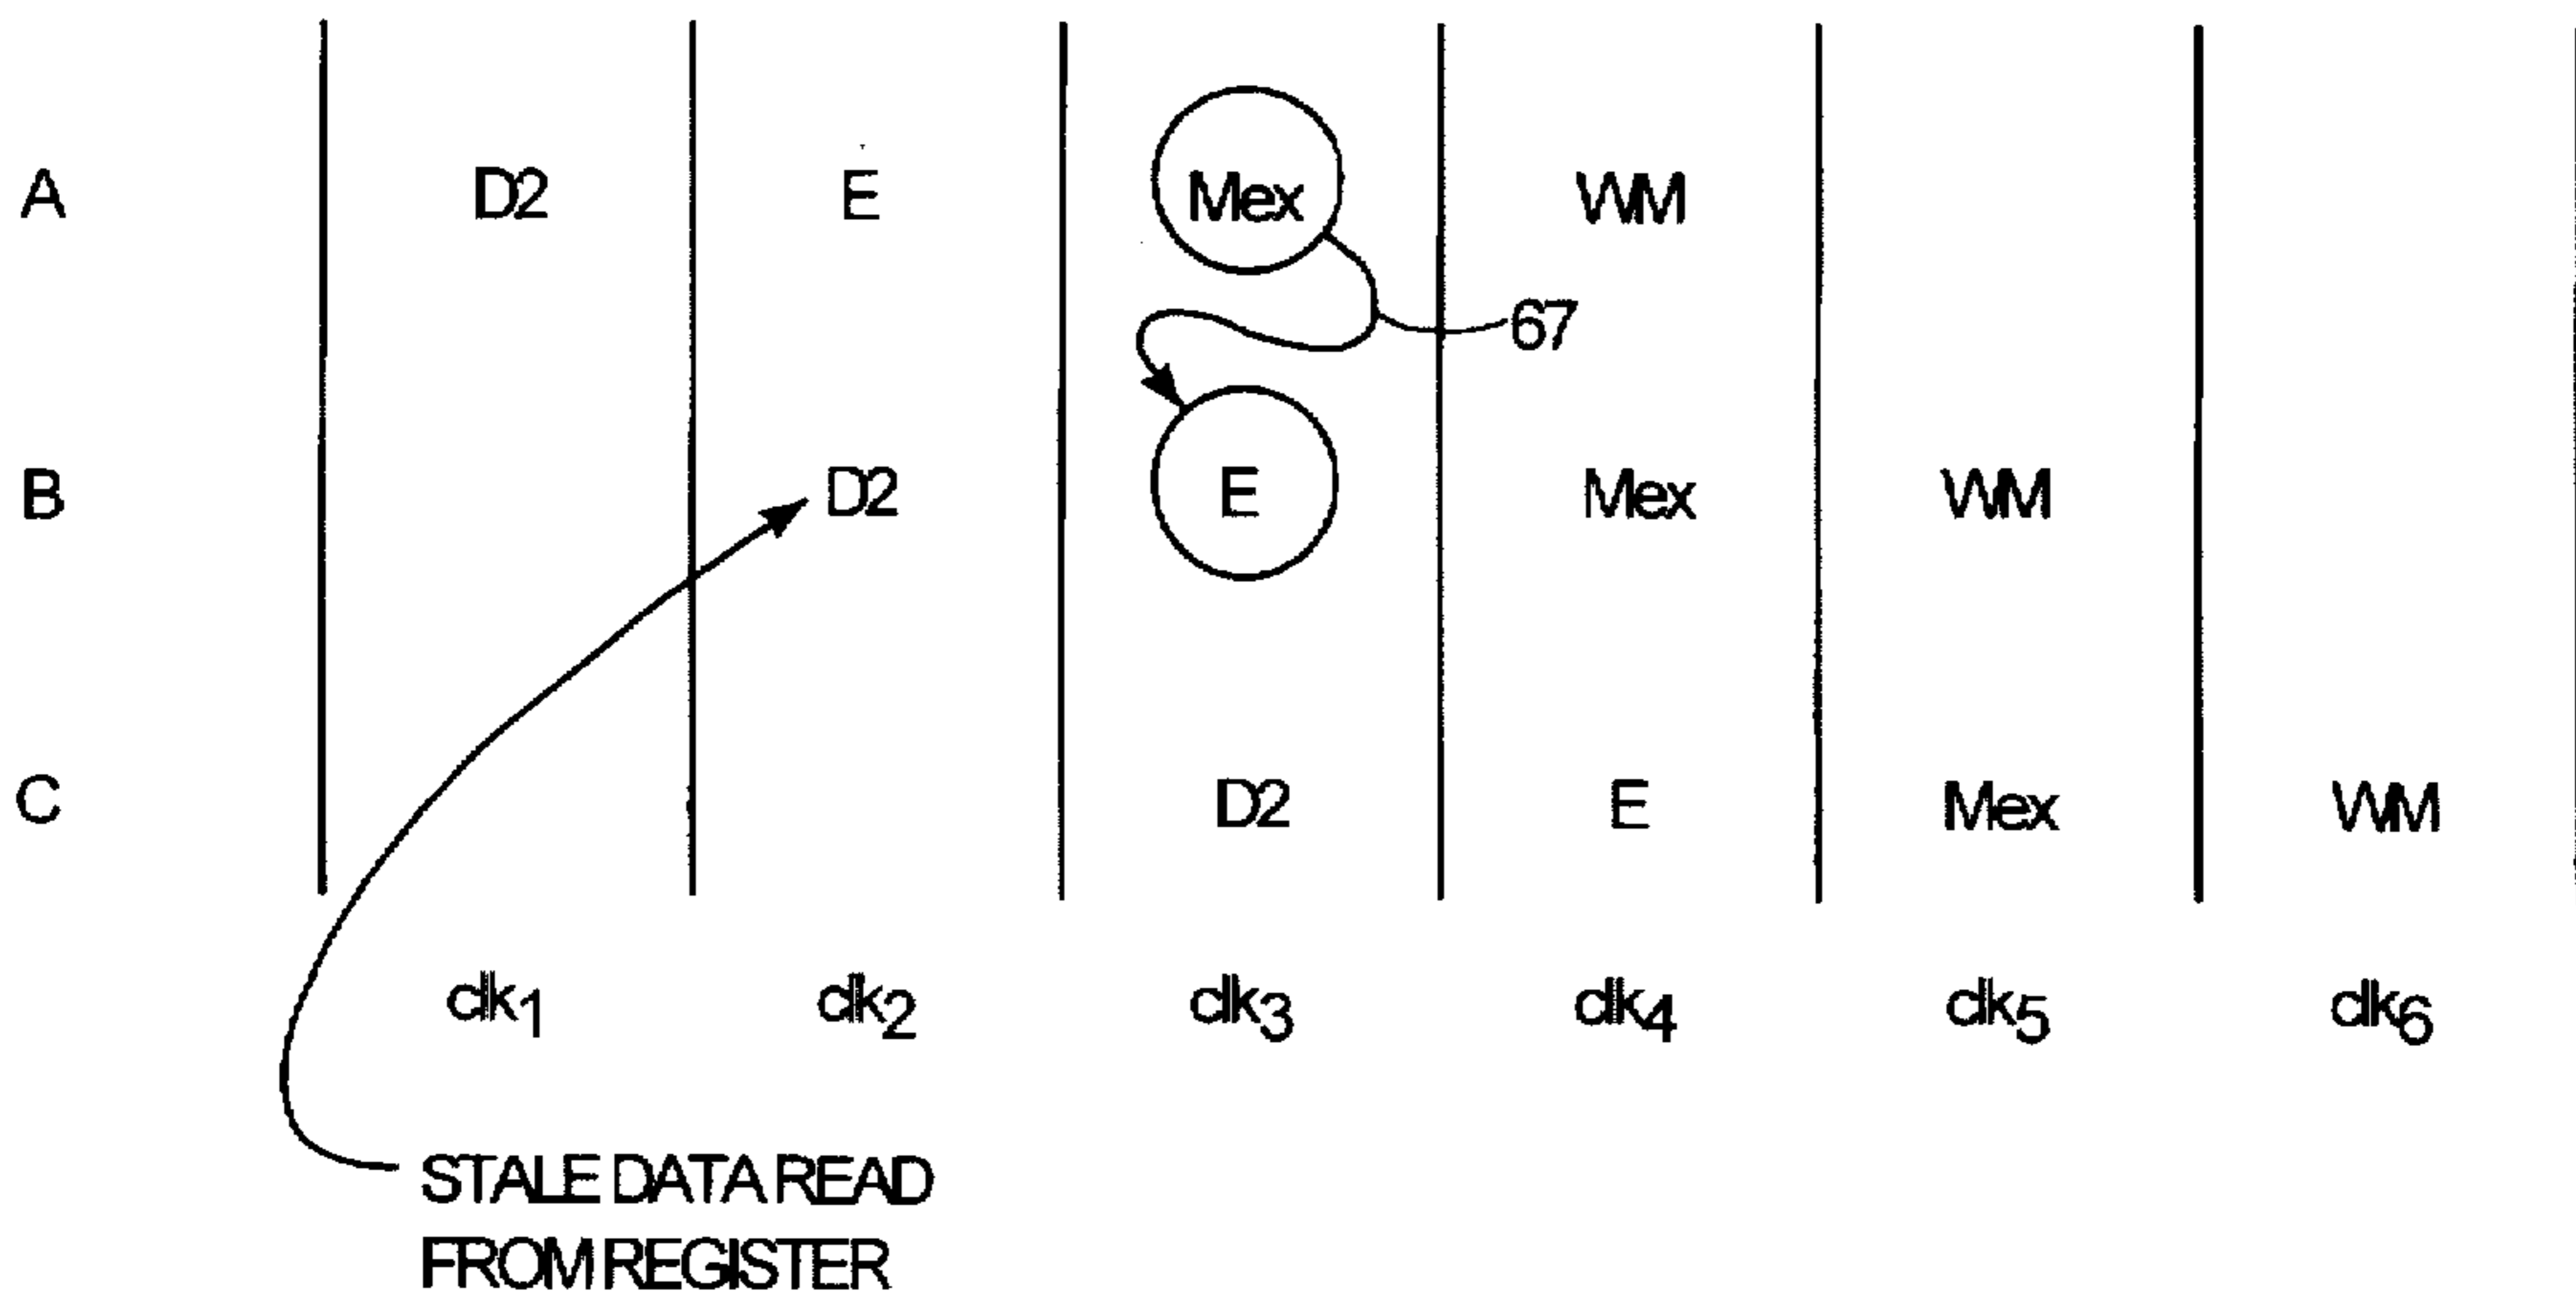 A D2 E Mex WM
67
B D2 E Mex WM
C D2 E Mex WM
clk1 clk2 clk3 clk4 clk5 clk6
STALE DATA READ
FROM REGISTER